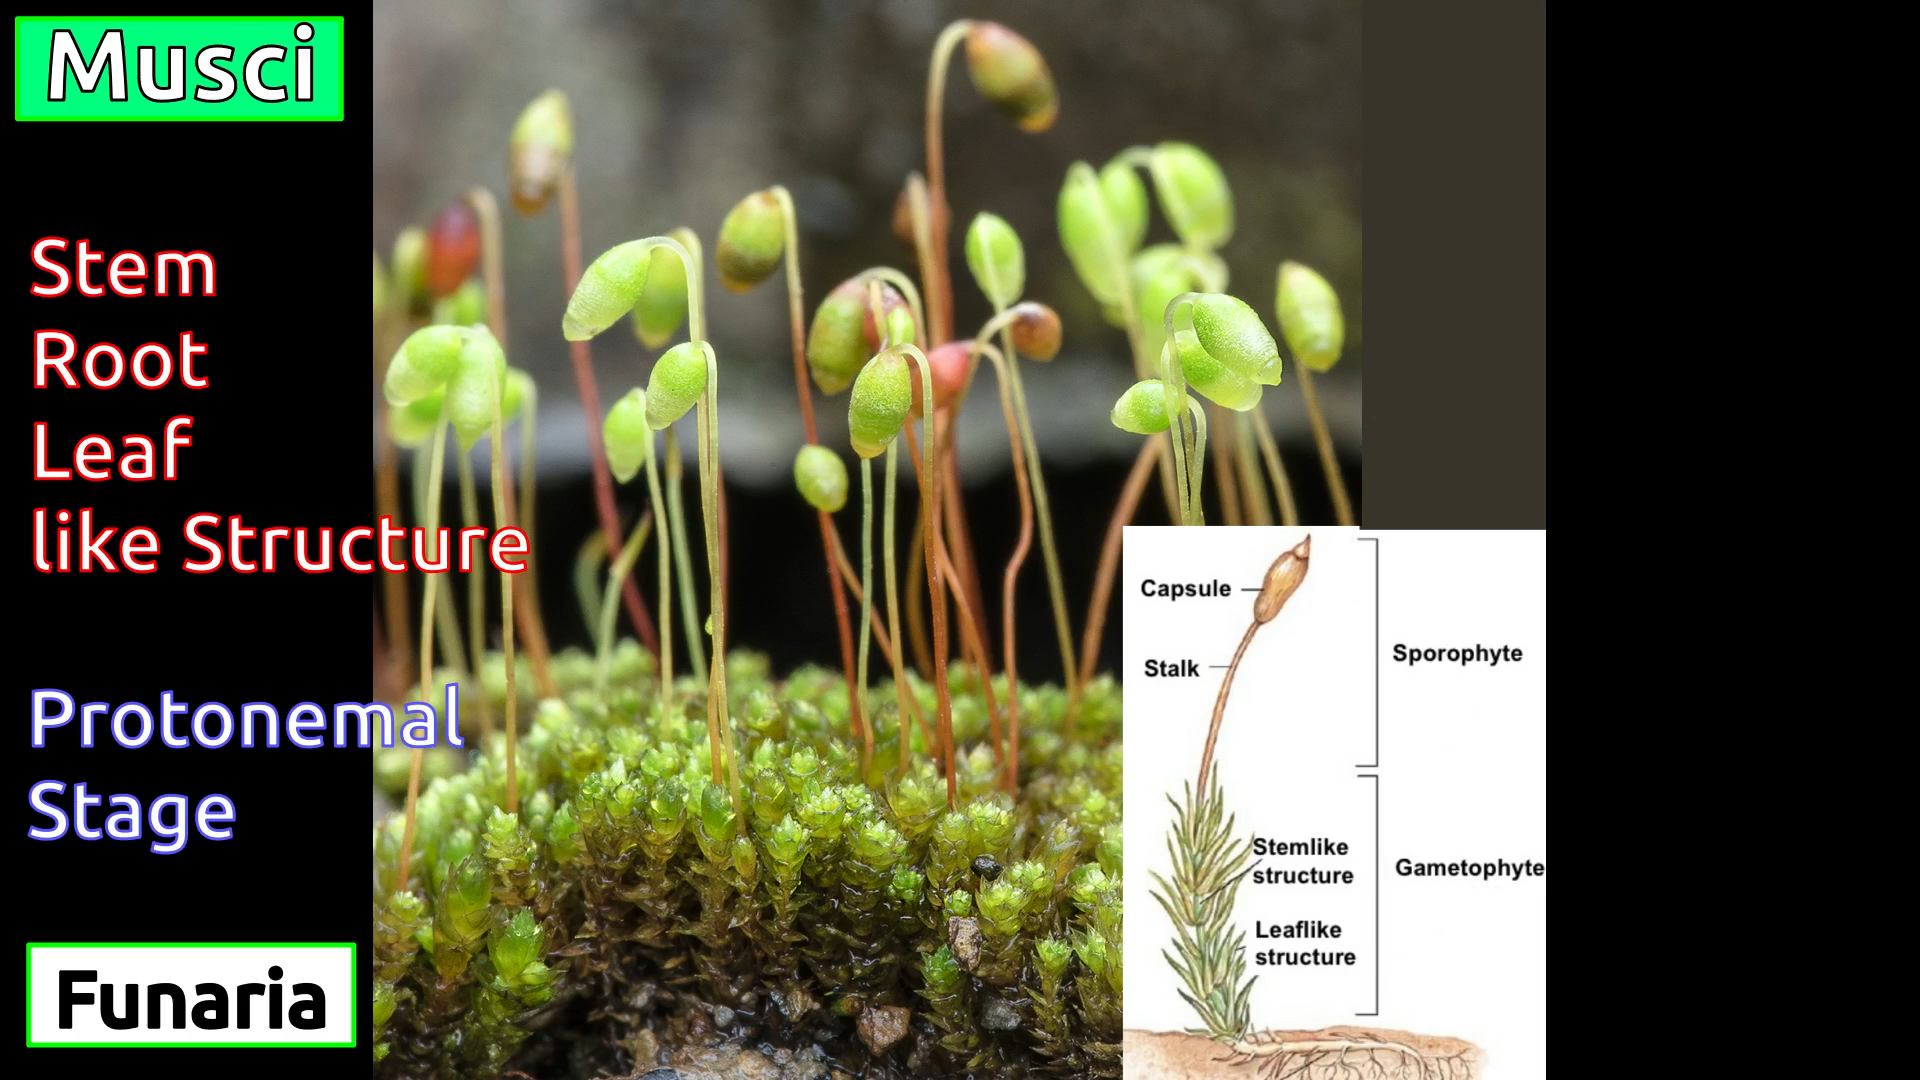 Musci
Stem
Root
Leaf
like Structure
Protonemal
Stage
Funaria
Capsule
Stalk
Sporophyte
Stemlike
structure
Gametophyte
Leaflike
structure